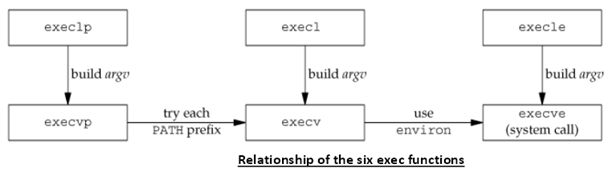 execlp
execl
execle
build argv
build argv
build argv
execvp
try each
PATH prefix
execv
use
environ
execve
(system call)
Relationship of the six exec functions